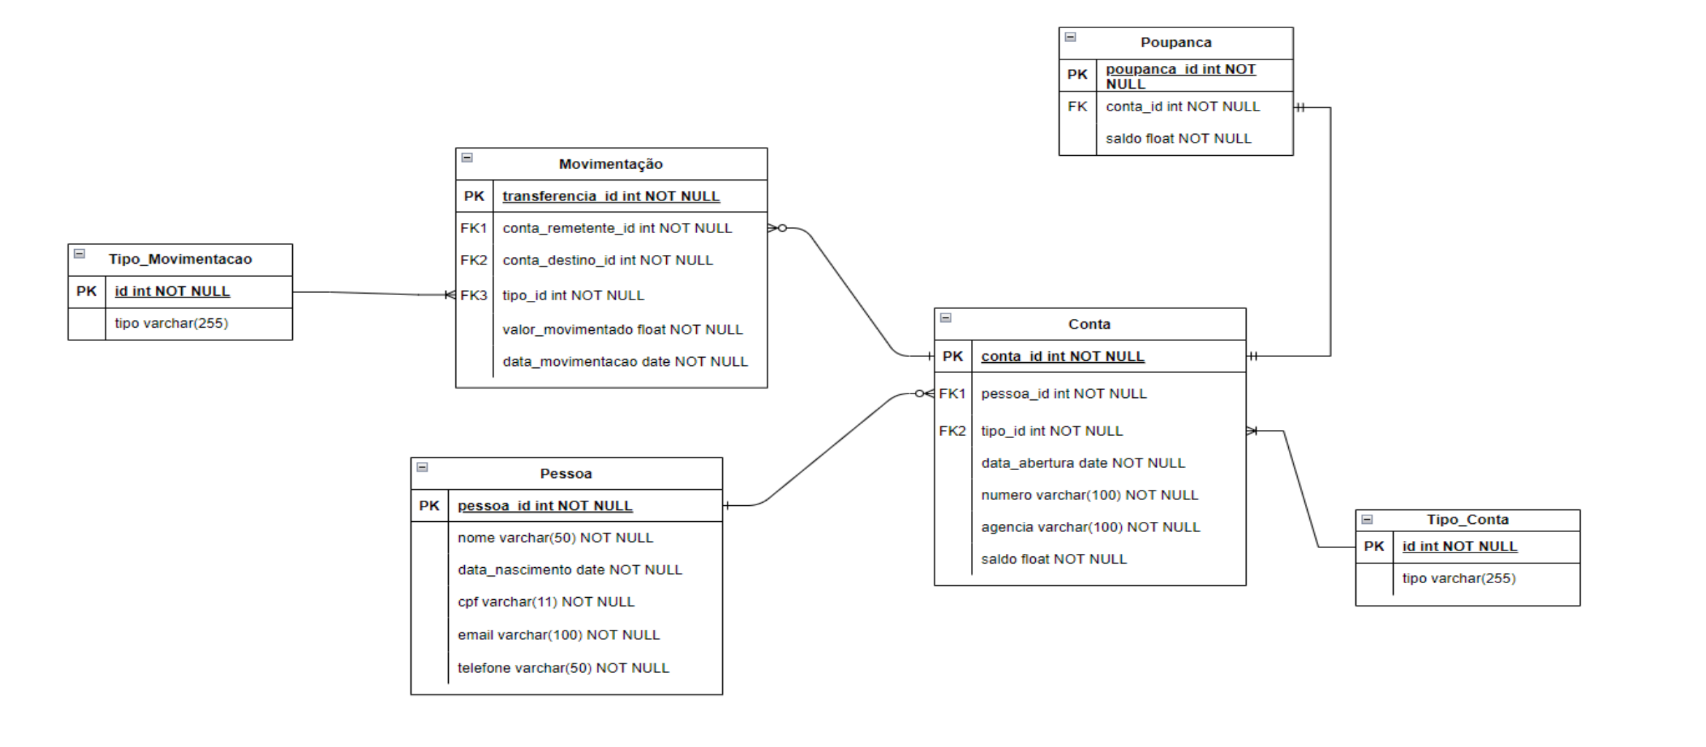 Poupanca
PK poupanca_id int NOT
NULL
FK conta_id int NOT NULL
saldo float NOT NULL
Movimentação
PK transferencia_id int NOT NULL
FK1 conta_remetente_id int NOT NULL
FK2 conta_destino_id int NOT NULL
FK3 tipo_id int NOT NULL
valor_movimentado float NOT NULL
data_movimentacao date NOT NULL
Tipo_Movimentacao
PK id int NOT NULL
tipo varchar(255)
Conta
PK conta_id int NOT NULL
FK1 pessoa_id int NOT NULL
FK2 tipo_id int NOT NULL
data_abertura date NOT NULL
numero varchar(100) NOT NULL
agencia varchar(100) NOT NULL
saldo float NOT NULL
Pessoa
PK pessoa_id int NOT NULL
nome varchar(50) NOT NULL
data_nascimento date NOT NULL
cpf varchar(11) NOT NULL
email varchar(100) NOT NULL
telefone varchar(50) NOT NULL
Tipo_Conta
PK id int NOT NULL
tipo varchar(255)